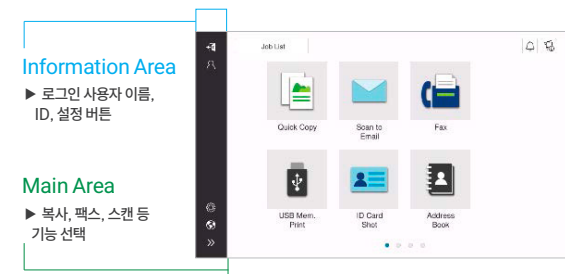 Job List
Information Area
▶ 로그인 사용자 이름,
ID, 설정 버튼
Quick Copy
Scan to
Email
Fax
Main Area
▶ 복사, 팩스, 스캔 등
기능 선택
USB Mem.
Print
ID Card
Shot
Address
Book